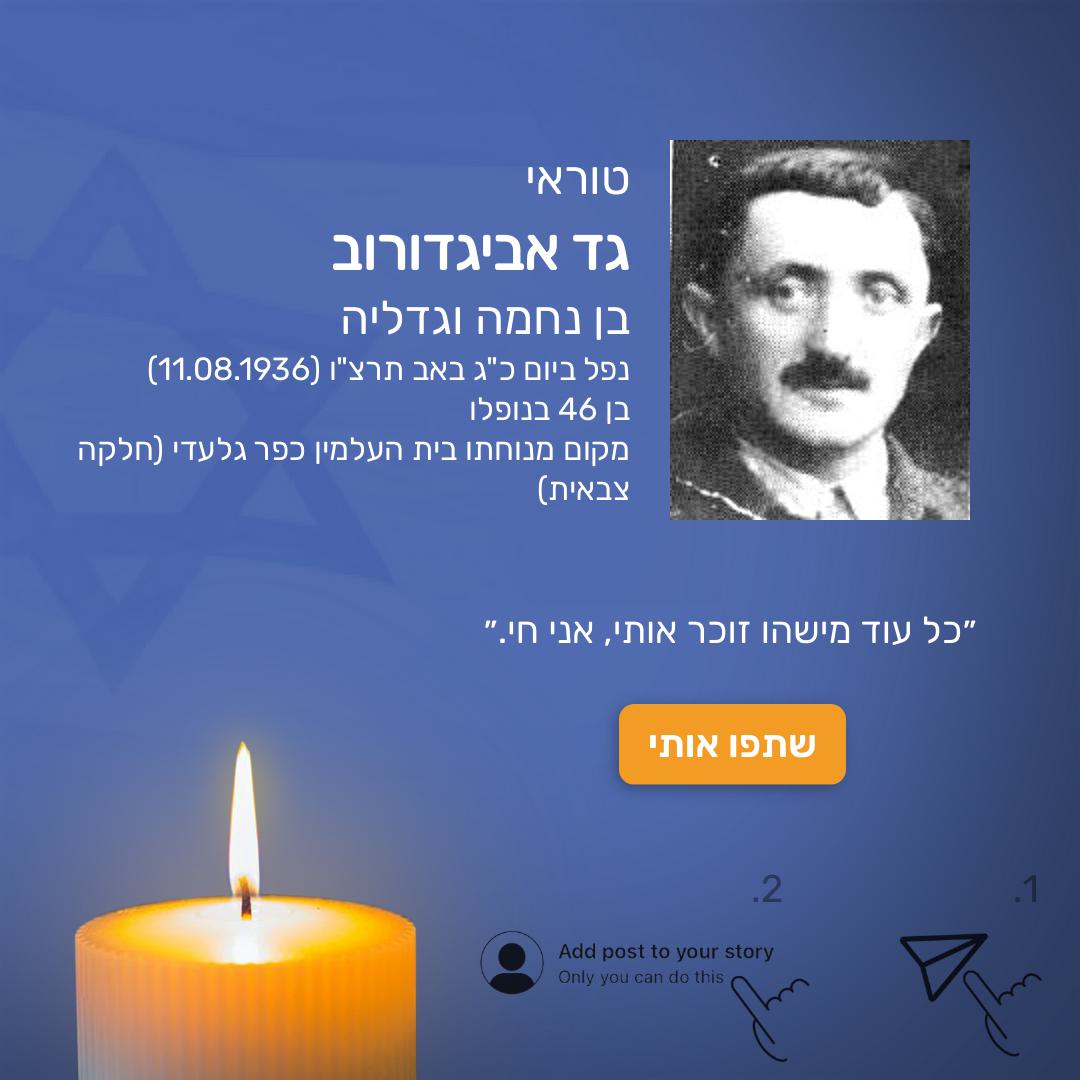 טוראי
גד אביגדורוב
בן נחמה וגדליה
נפל ביום כ"ג באב תרצ"ו (11.08.1936)
בן 46 בנופלו
מקום מנוחתו בית העלמין כפר גלעדי (חלקה
צבאית)
״כל עוד מישהו זוכר אותי, אני חי.״
שתפו אותי
.1
.2
Add post to your story
Only you can do this